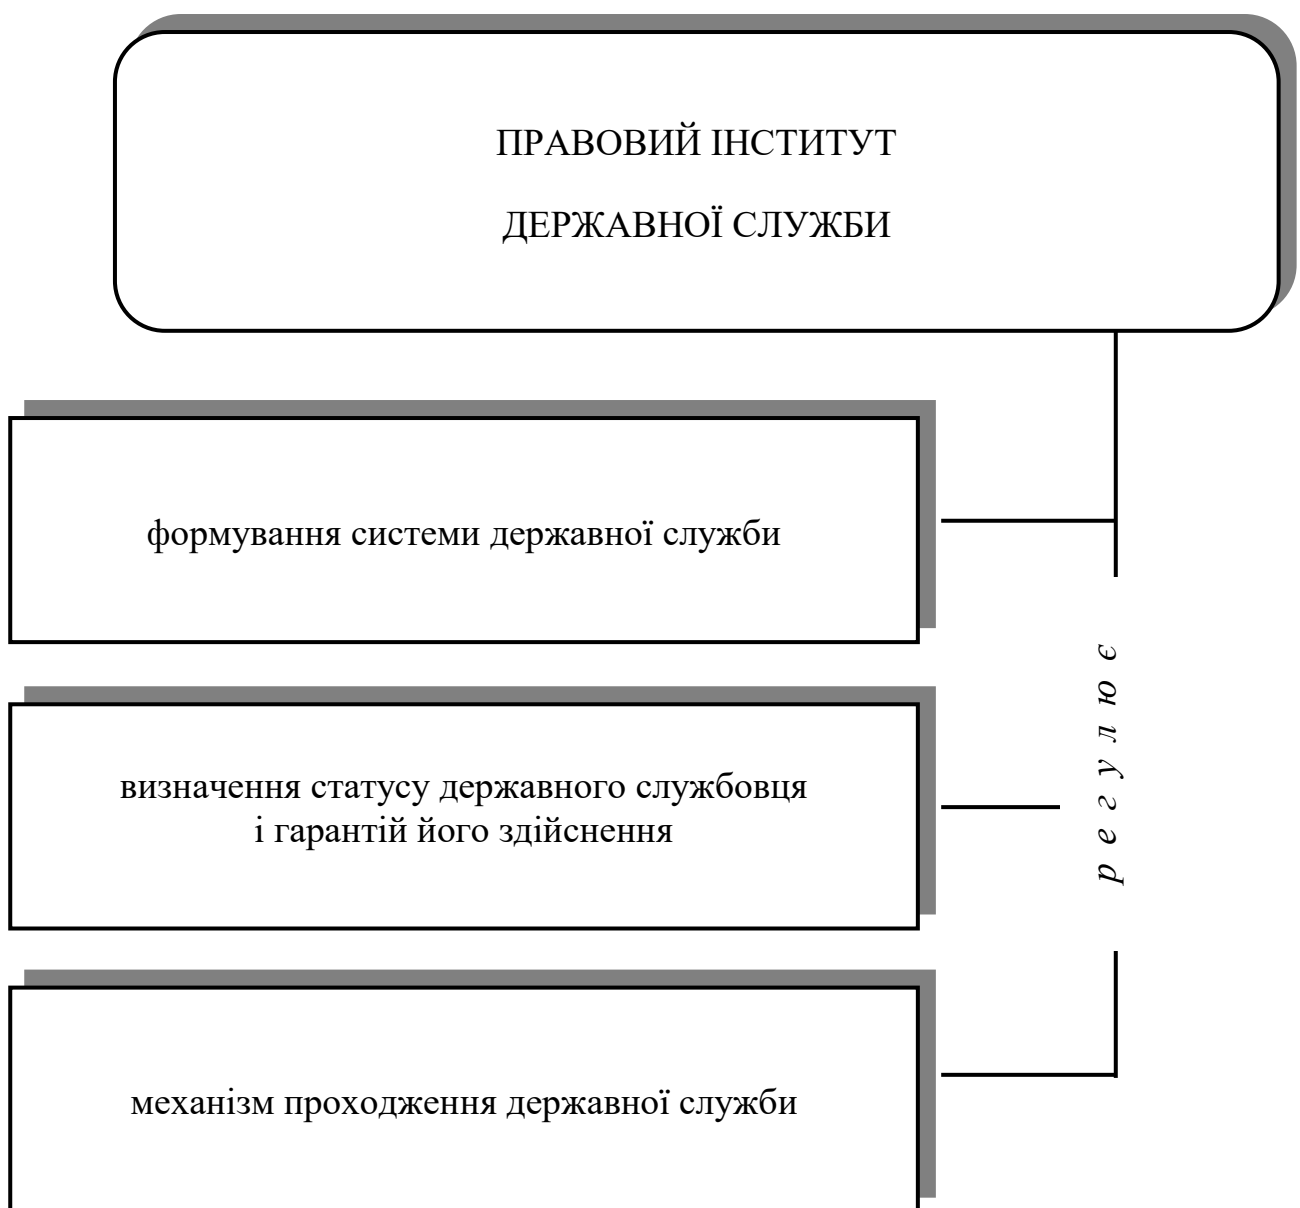 ПРАВОВИЙ ІНСТИТУТ
ДЕРЖАВНОЇ СЛУЖБИ
формування системи державної служби
регулює
визначення статусу державного службовця
і гарантій його здійснення
механізм проходження державної служби